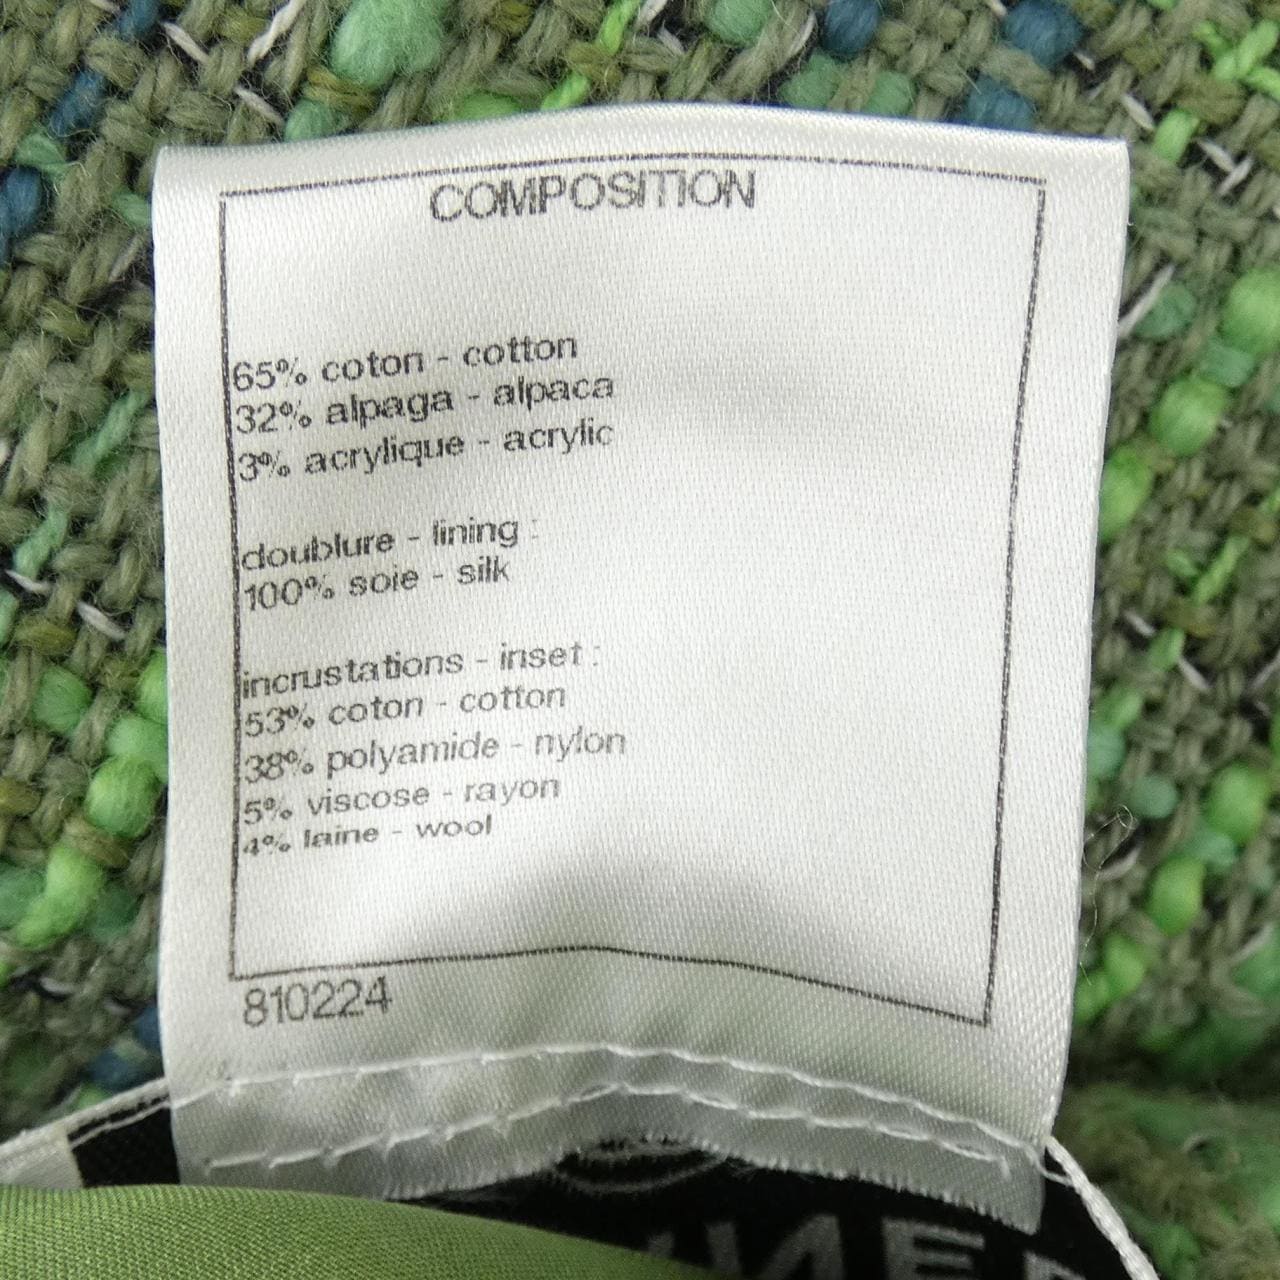 COMPOSITION
65% coton - cotton
32% alpaga - alpaca
3% acrylique - acrylic
doublure - lining :
100% soie - silk
incrustations - inset :
53% coton - cotton
38% polyamide - nylon
5% viscose - rayon
4% laine - wool
810224